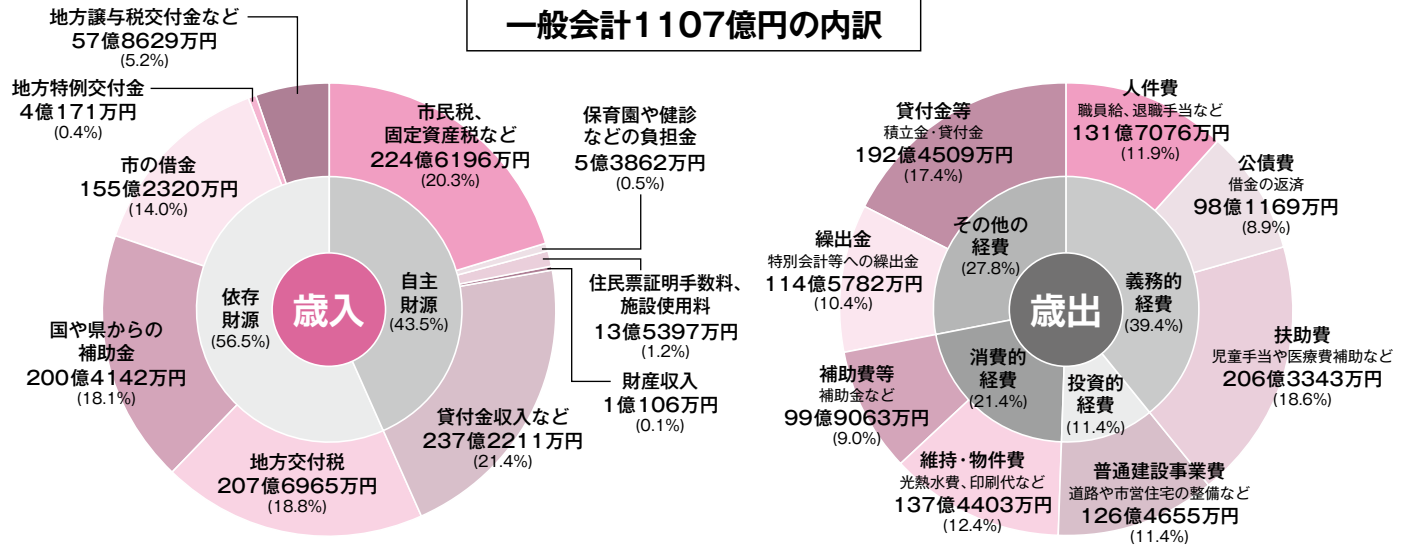 一般会計1107億円の内訳
地方譲与税交付金など
57億8629万円
(5.2%)
地方特例交付金
4億171万円
(0.4%)
市の借金
155億2320万円
(14.0%)
国や県からの
補助金
200億4142万円
(18.1%)
地方交付税
207億6965万円
(18.8%)
市民税、
固定資産税など
224億6196万円
(20.3%)
保育園や健診
などの負担金
5億3862万円
(0.5%)
住民票証明手数料、
施設使用料
13億5397万円
(1.2%)
財産収入
1億106万円
(0.1%)
貸付金収入など
237億2211万円
(21.4%)
依存
財源
(56.5%)
歳入
自主
財源
(43.5%)
人件費
職員給、退職手当など
131億7076万円
(11.9%)
公債費
借金の返済
98億1169万円
(8.9%)
扶助費
児童手当や医療費補助など
206億3343万円
(18.6%)
普通建設事業費
道路や市営住宅の整備など
126億4655万円
(11.4%)
維持・物件費
光熱水費、印刷代など
137億4403万円
(12.4%)
補助費等
補助金など
99億9063万円
(9.0%)
繰出金
特別会計等への繰出金
114億5782万円
(10.4%)
貸付金等
積立金・貸付金
192億4509万円
(17.4%)
その他の
経費
(27.8%)
歳出
義務的
経費
(39.4%)
消費的
経費
(21.4%)
投資的
経費
(11.4%)